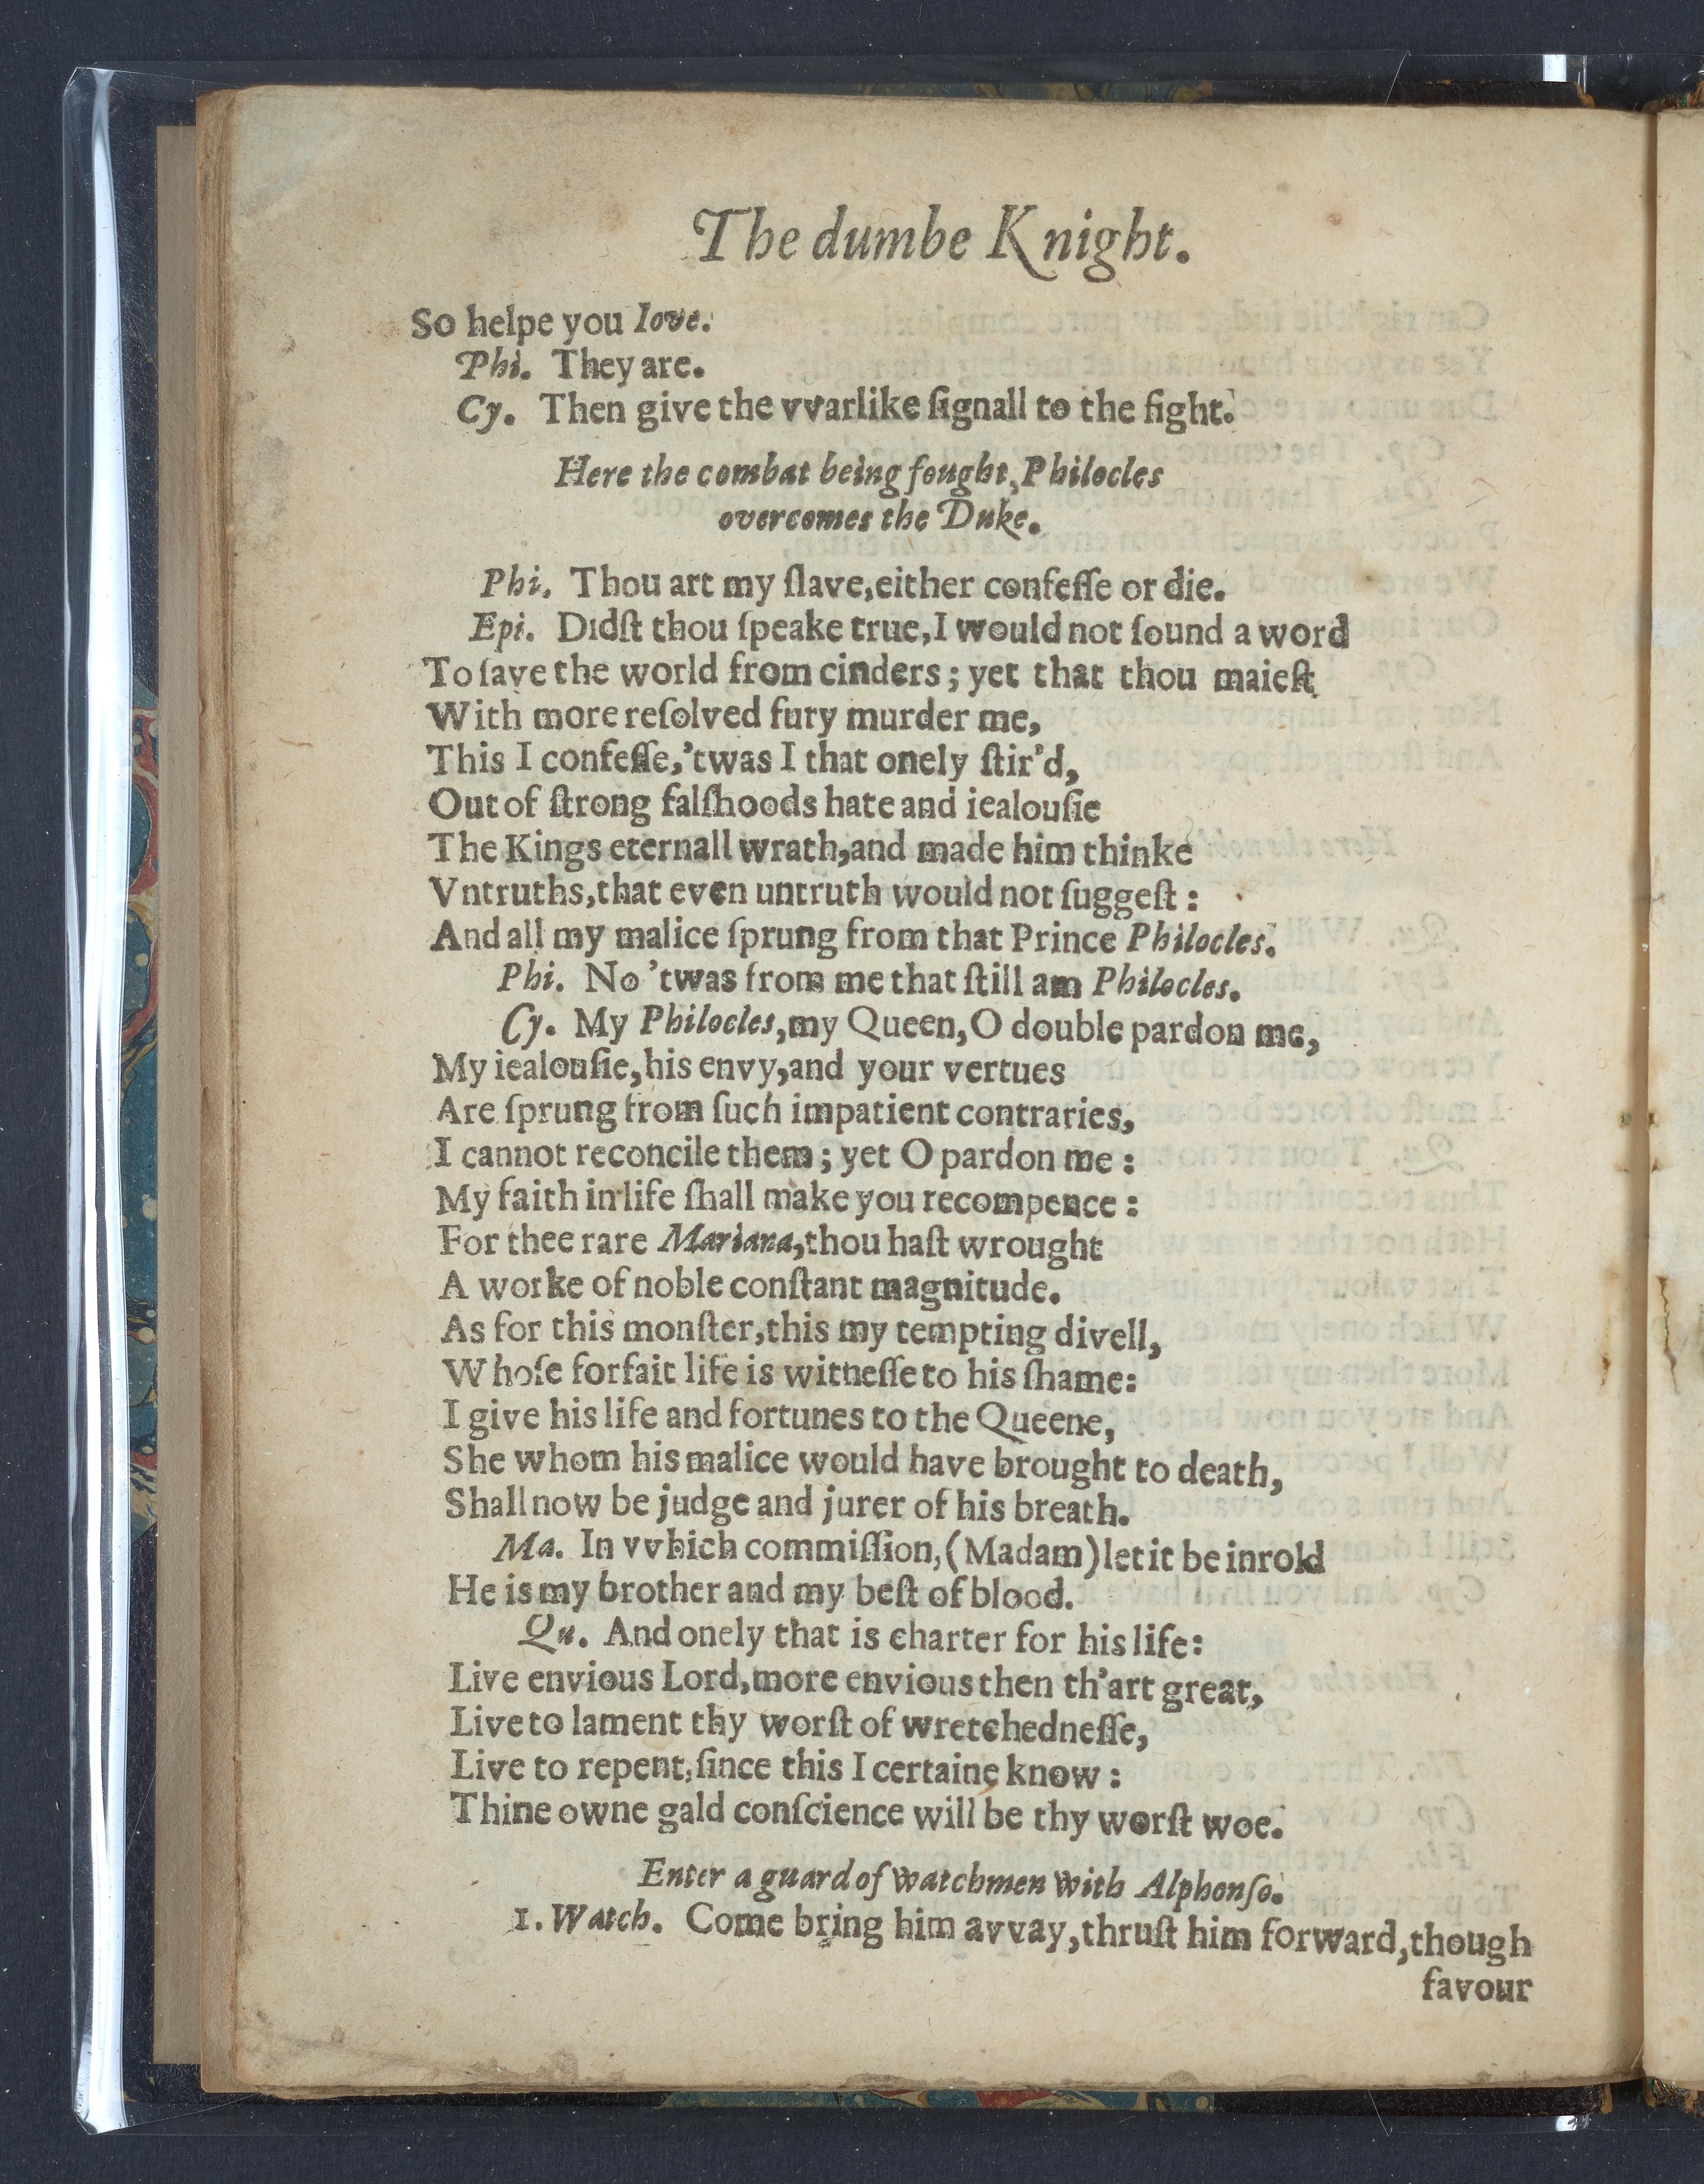 The dumbe Knight.
So helpe you Iove.
Phi. They are.
Cy. Then give the vvarlike ſignall to the fight.
Here the combat being fought, Philocles
overcomes the Duke.
Phi. Thou art my ſlave, either confeſſe or die.
Epi. Didſt thou ſpeake true, I would not ſound a word
To ſave the world from cinders; yet that thou maieſt
With more reſolved fury murder me,
This I confeſſe, 'twas I that onely ſtir'd,
Out of ſtrong falſhoods hate and iealouſie
The Kings eternall wrath, and made him thinke
Vntruths, that even untruth would not ſuggeſt:
And all my malice ſprung from that Prince Philocles.
Phi. No 'twas from me that ſtill am Philocles.
Cy. My Philocles, my Queen, O double pardon me,
My iealouſie, his envy, and your vertues
Are ſprung from ſuch impatient contraries,
I cannot reconcile them; yet O pardon me:
My faith in life ſhall make you recompence:
For thee rare Mariana, thou haſt wrought
A worke of noble conſtant magnitude.
As for this monſter, this my tempting divell,
Whoſe forfait life is witneſſe to his ſhame:
I give his life and fortunes to the Queene,
She whom his malice would have brought to death,
Shall now be judge and jurer of his breath.
Ma. In vvhich commiſſion, (Madam) let it be inrold
He is my brother and my beſt of blood.
Qu. And onely that is charter for his life:
Live envious Lord, more envious then th'art great,
Live to lament thy worſt of wretchedneſſe,
Live to repent, ſince this I certaine know:
Thine owne gald conſcience will be thy worſt woe.
Enter a guard of watchmen with Alphonſo.
1. Watch. Come bring him avvay, thruſt him forward, though
favour